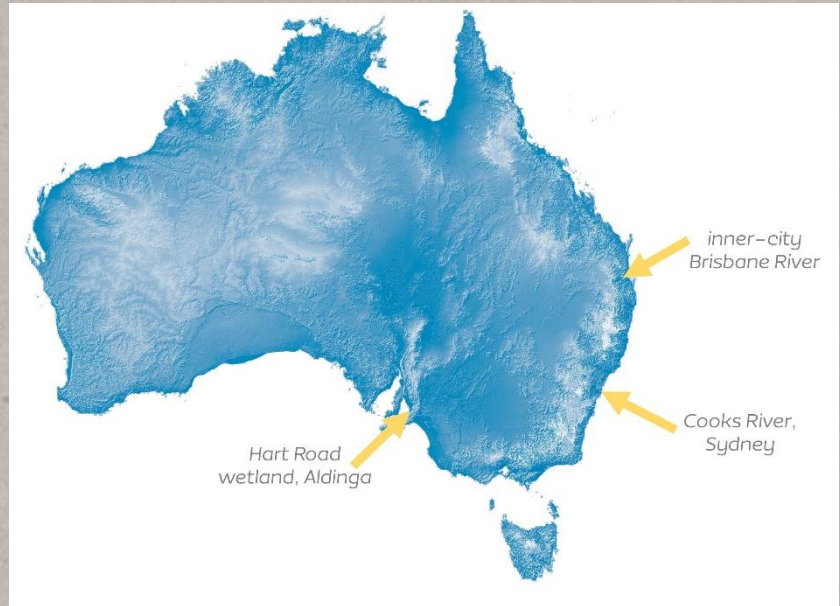 inner-city
Brisbane River
Cooks River,
Sydney
Hart Road
wetland, Aldinga